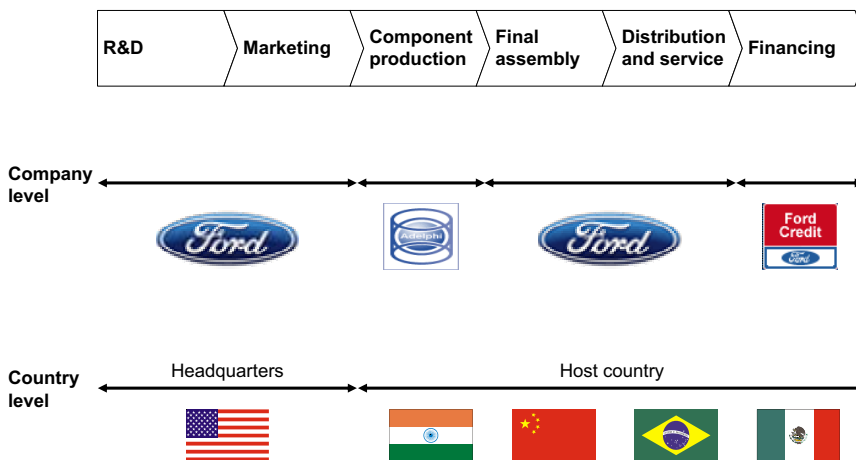 R&D
Marketing
Component
production
Final
assembly
Distribution
and service
Financing
Company
level
Ford
Adelphi
Ford
Ford
Credit
Ford
Country
level
Headquarters
Host country